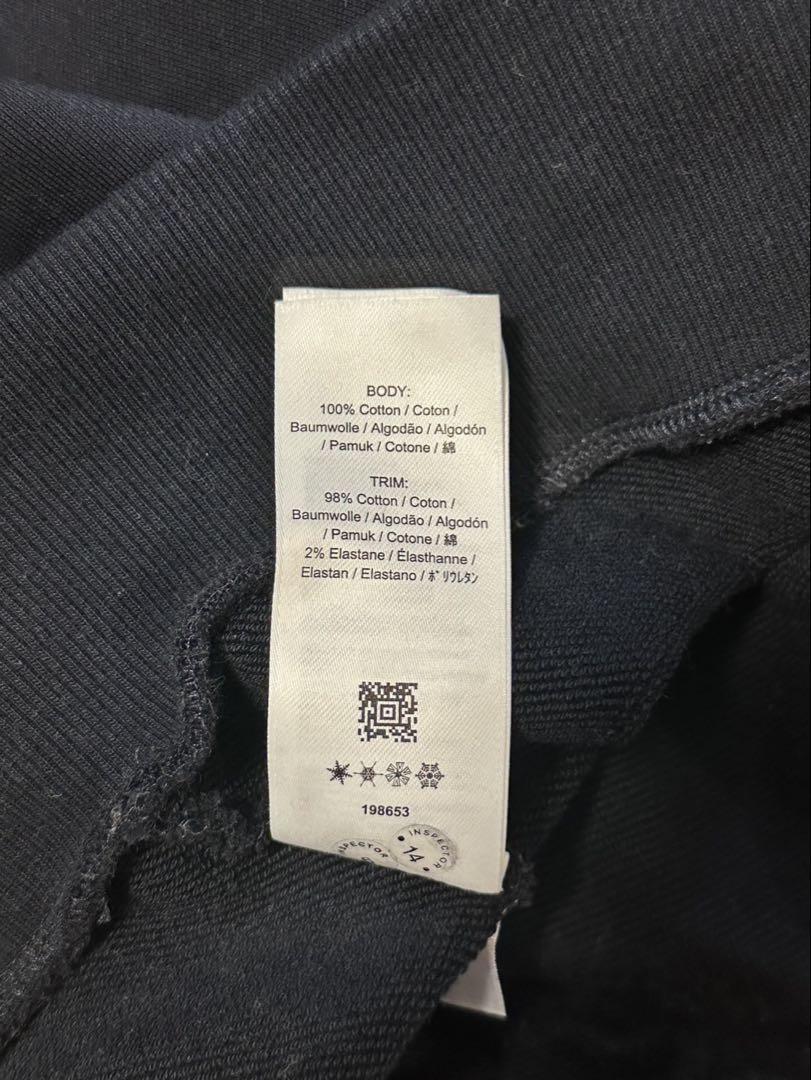 BODY:
100% Cotton / Coton /
Baumwolle / Algodão / Algodón
/ Pamuk / Cotone / 綿
TRIM:
98% Cotton / Coton /
Baumwolle / Algodão / Algodón
/ Pamuk / Cotone / 綿
2% Elastane / Élasthanne /
Elastan / Elastano / ﾎﾟﾘｳﾚﾀﾝ
198653
INSPECTOR
14